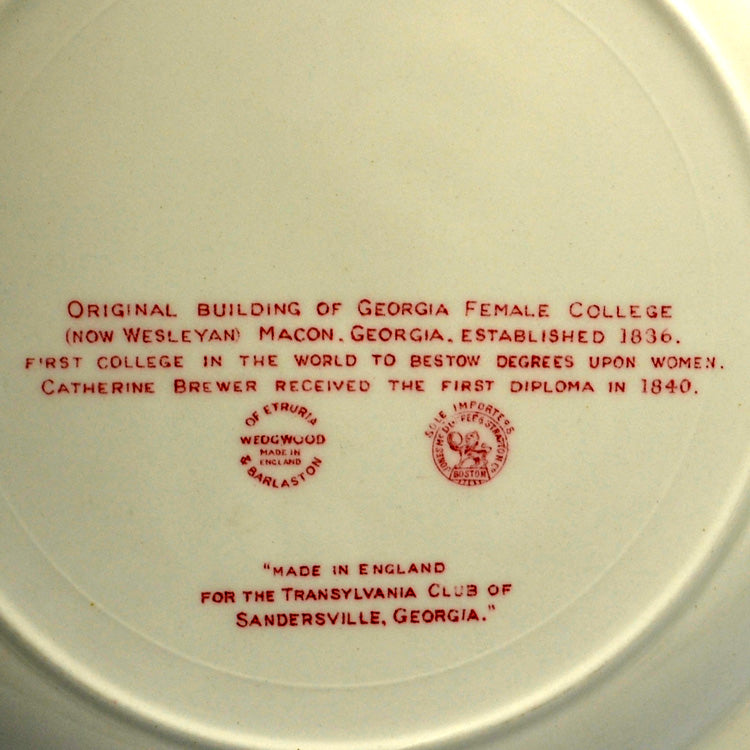 ORIGINAL BUILDING OF GEORGIA FEMALE COLLEGE
(NOW WESLEYAN) MACON. GEORGIA. ESTABLISHED 1836.
FIRST COLLEGE IN THE WORLD TO BESTOW DEGREES UPON WOMEN.
CATHERINE BREWER RECEIVED THE FIRST DIPLOMA IN 1840.
OF ETRURIA
WEDGWOOD
MADE IN
ENGLAND
& BARLASTON
SOLE IMPORTERS
STRATTON CO
BOSTON
"MADE IN ENGLAND
FOR THE TRANSYLVANIA CLUB OF
SANDERSVILLE, GEORGIA."